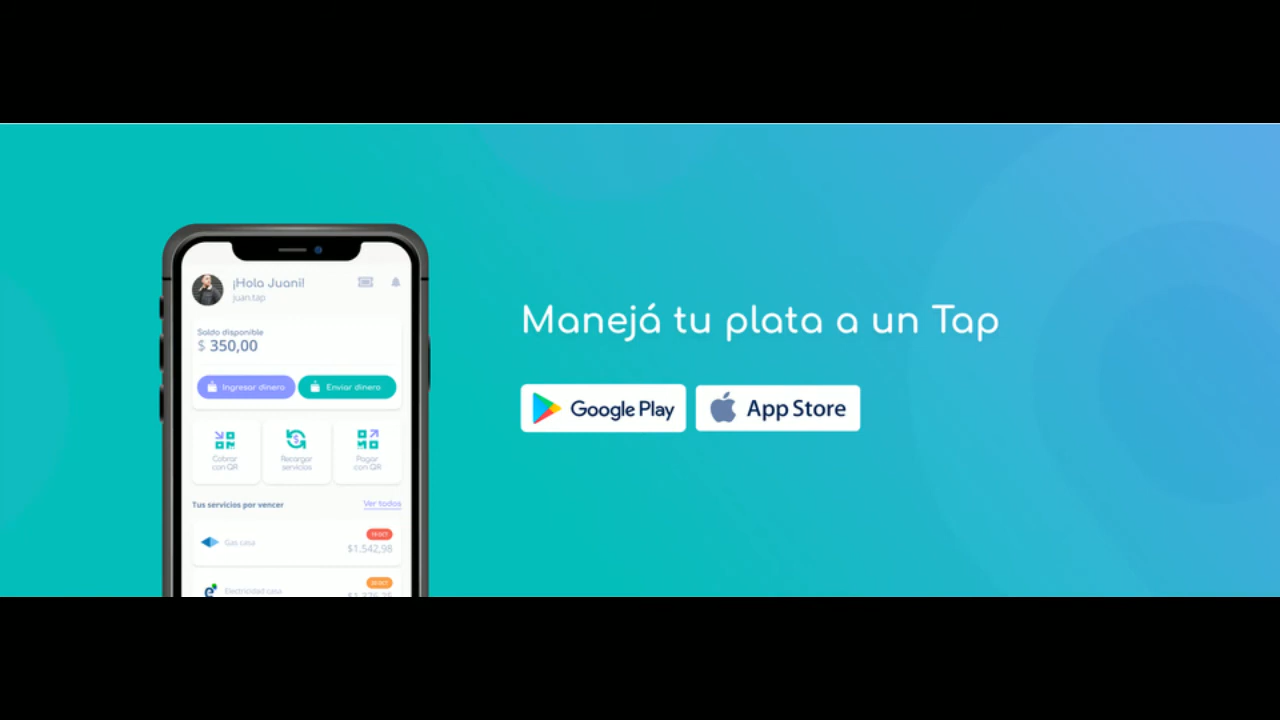 ¡Hola Juani!
juan.tap
Saldo disponible
$ 350,00
Ingresar dinero
Enviar dinero
Cobrar
con QR
Recargar
servicios
Pagar
con QR
Tus servicios por vencer
Ver todos
Gas casa
$1.542,98
Electricidad casa
Manejá tu plata a un Tap
Google Play
App Store